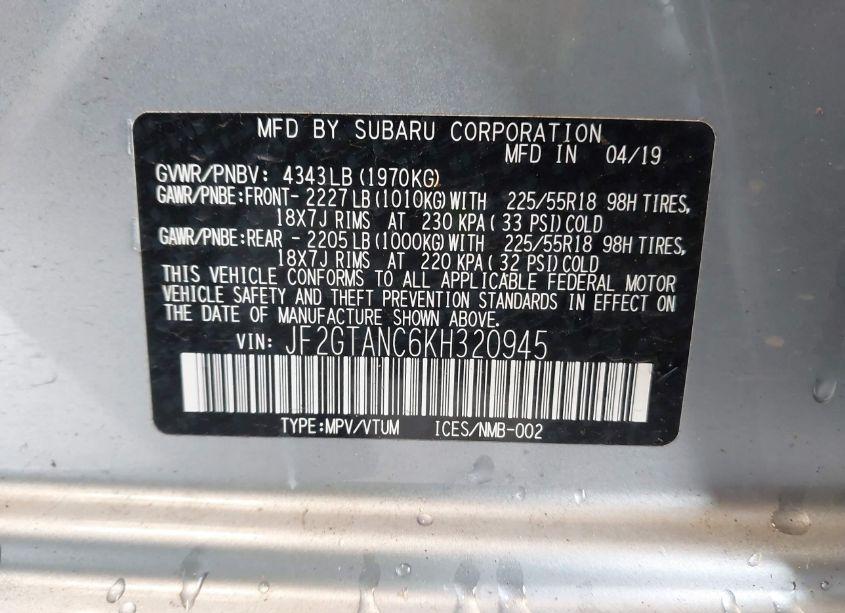 MFD BY SUBARU CORPORATION
MFD IN 04/19
GVWR/PNBV: 4343LB(1970KG)
GAWR/PNBE:FRONT- 2227LB(1010KG)WITH 225/55R18 98H TIRES,
18X7J RIMS AT 230 KPA( 33 PSI)COLD
GAWR/PNBE:REAR - 2205LB(1000KG)WITH 225/55R18 98H TIRES,
18X7J RIMS AT 220 KPA( 32 PSI)COLD
THIS VEHICLE CONFORMS TO ALL APPLICABLE FEDERAL MOTOR
VEHICLE SAFETY AND THEFT PREVENTION STANDARDS IN EFFECT ON
THE DATE OF MANUFACTURE SHOWN ABOVE.
VIN: JF2GTANC6KH320945
TYPE:MPV/VTUM ICES/NMB-002